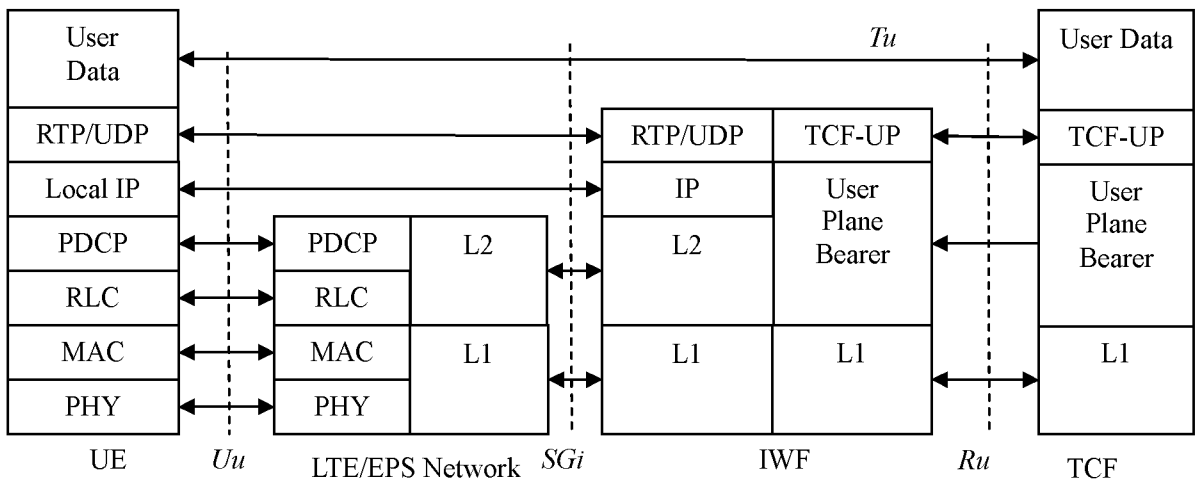 User
Data
Tu
User Data
RTP/UDP
RTP/UDP
TCF-UP
TCF-UP
Local IP
IP
User
Plane
Bearer
User
Plane
Bearer
PDCP
PDCP
L2
L2
RLC
RLC
MAC
MAC
L1
L1
L1
L1
PHY
PHY
UE
Uu
LTE/EPS Network
SGi
IWF
Ru
TCF